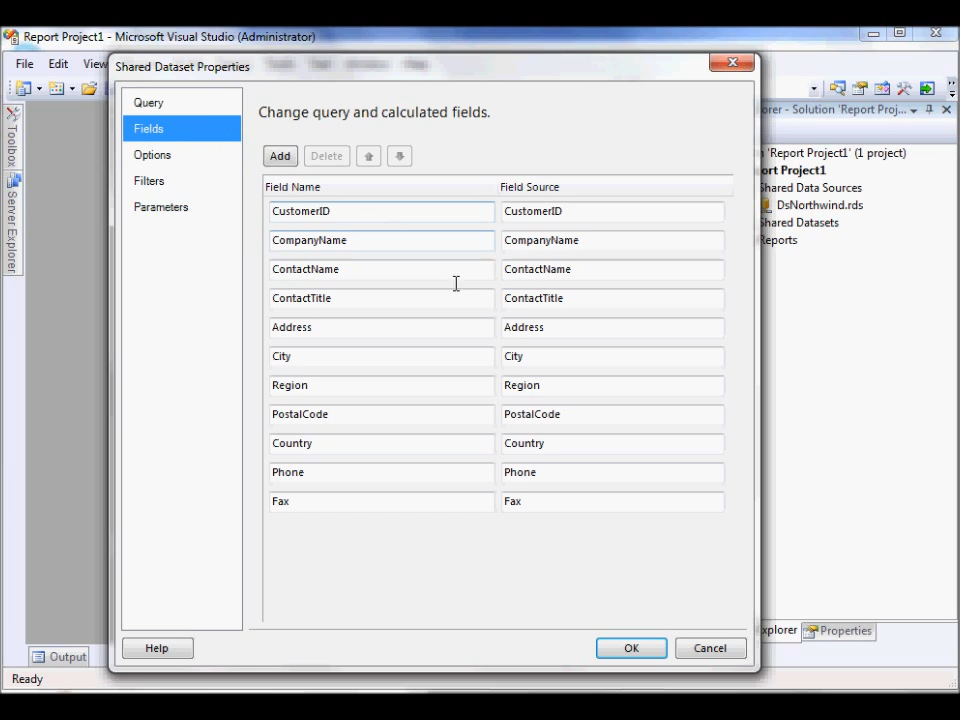 Report Project1 - Microsoft Visual Studio (Administrator)
File Edit View
Shared Dataset Properties
Query
Fields
Options
Filters
Parameters
Change query and calculated fields.
Add Delete
Field Name Field Source
CustomerID CustomerID
CompanyName CompanyName
ContactName ContactName
ContactTitle ContactTitle
Address Address
City City
Region Region
PostalCode PostalCode
Country Country
Phone Phone
Fax Fax
Help OK Cancel
Toolbox
Server Explorer
orer - Solution 'Report Proj...
'Report Project1' (1 project)
ort Project1
Shared Data Sources
DsNorthwind.rds
Shared Datasets
Reports
xplorer Properties
Output
Ready